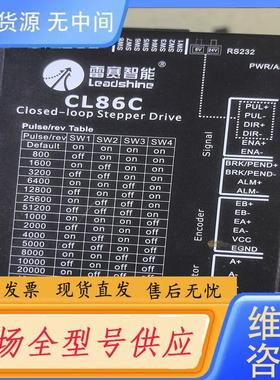 货源 无中间
SW8 SW7 SW6 SW5 SW4 SW3 SW2 SW1
5V 24V
RS232
PWR/A
雷赛智能
Leadshine
CL86C
Closed-loop Stepper Drive
Pulse/rev Table
Pulse/rev SW1 SW2 SW3 SW4
Default on on on on
800 off on on on
1600 on off on on
3200 off off on on
6400 on on off on
12800 off on off on
25600 on off off on
51200 off off off on
1000 on on on off
2000 off on on off
4000 on off on off
5000 off off on off
8000 on on off off
10000 off on off off
20000 on off off off
Signal
PUL+
PUL-
DIR+
DIR-
ENA+
ENA-
BRK/PEND+
BRK/PEND-
ALM+
ALM-
Encoder
EB+
EB-
EA+
EA-
VCC
EGND
A+
A-
发票 现货直发 售后无忧
场全型号供应
维
咨